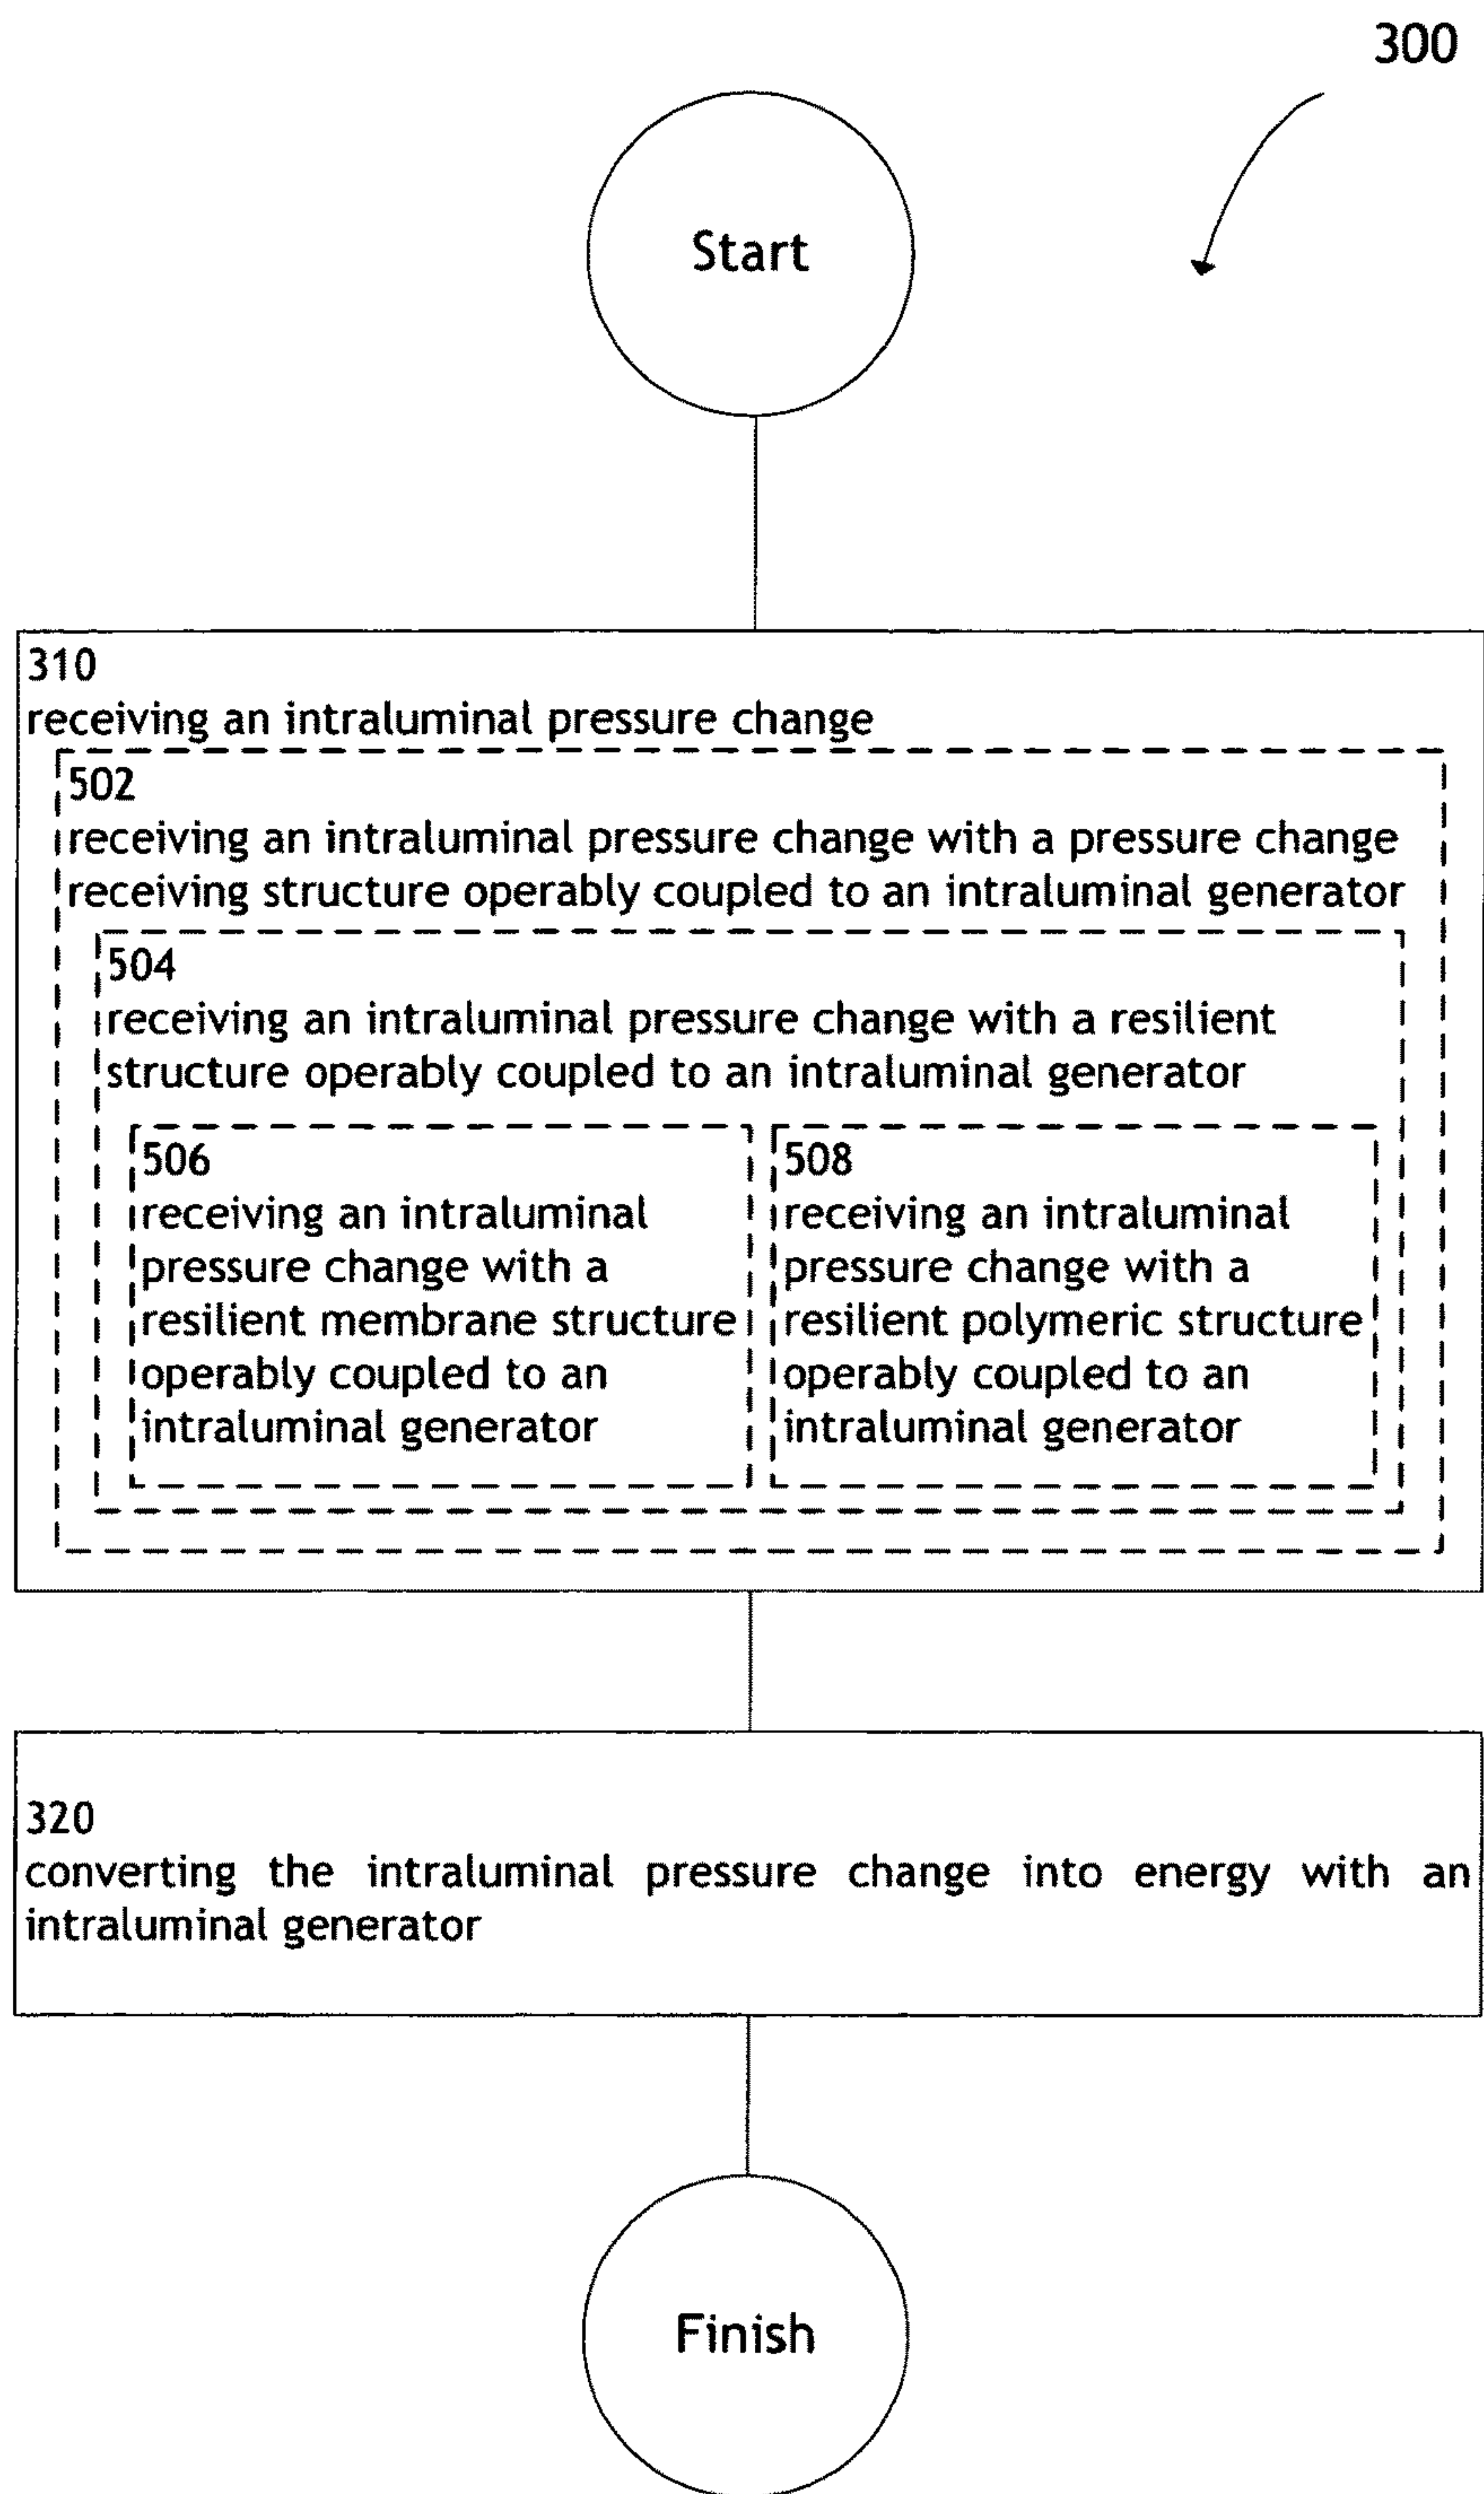 300
Start
310
receiving an intraluminal pressure change
502
receiving an intraluminal pressure change with a pressure change
receiving structure operably coupled to an intraluminal generator
504
receiving an intraluminal pressure change with a resilient
structure operably coupled to an intraluminal generator
506
receiving an intraluminal
pressure change with a
resilient membrane structure
operably coupled to an
intraluminal generator
508
receiving an intraluminal
pressure change with a
resilient polymeric structure
operably coupled to an
intraluminal generator
320
converting the intraluminal pressure change into energy with an
intraluminal generator
Finish